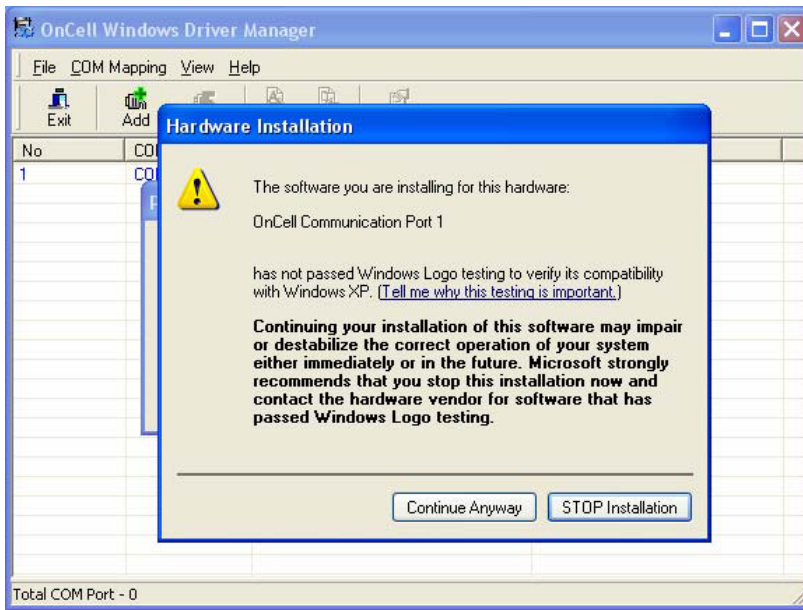 OnCell Windows Driver Manager
File COM Mapping View Help
Exit
Add
Hardware Installation
No
1
The software you are installing for this hardware:
OnCell Communication Port 1
has not passed Windows Logo testing to verify its compatibility
with Windows XP. (Tell me why this testing is important.)
Continuing your installation of this software may impair
or destabilize the correct operation of your system
either immediately or in the future. Microsoft strongly
recommends that you stop this installation now and
contact the hardware vendor for software that has
passed Windows Logo testing.
Continue Anyway
STOP Installation
Total COM Port - 0